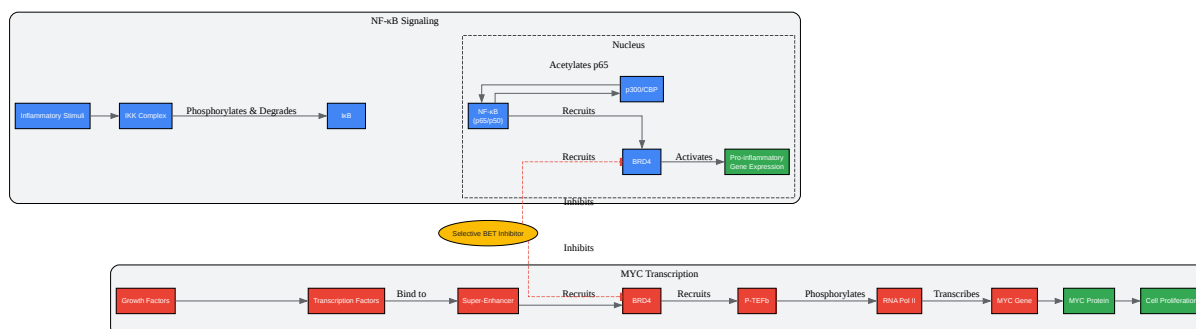 NF-κB Signaling
Nucleus
Acetylates p65
p300/CBP
Inflammatory Stimuli
IKK Complex
Phosphorylates & Degrades
IκB
NF-κB
(p65/p50)
Recruits
Recruits
BRD4
Activates
Pro-inflammatory
Gene Expression
Inhibits
Selective BET Inhibitor
Inhibits
MYC Transcription
Growth Factors
Transcription Factors
Bind to
Super-Enhancer
Recruits
BRD4
Recruits
P-TEFb
Phosphorylates
RNA Pol II
Transcribes
MYC Gene
MYC Protein
Cell Proliferation